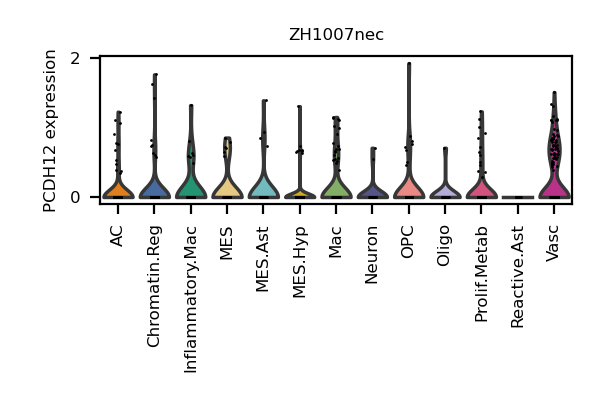 ZH1007nec
PCDH12 expression
2
0
AC
Chromatin.Reg
Inflammatory.Mac
MES
MES.Ast
MES.Hyp
Mac
Neuron
OPC
Oligo
Prolif.Metab
Reactive.Ast
Vasc